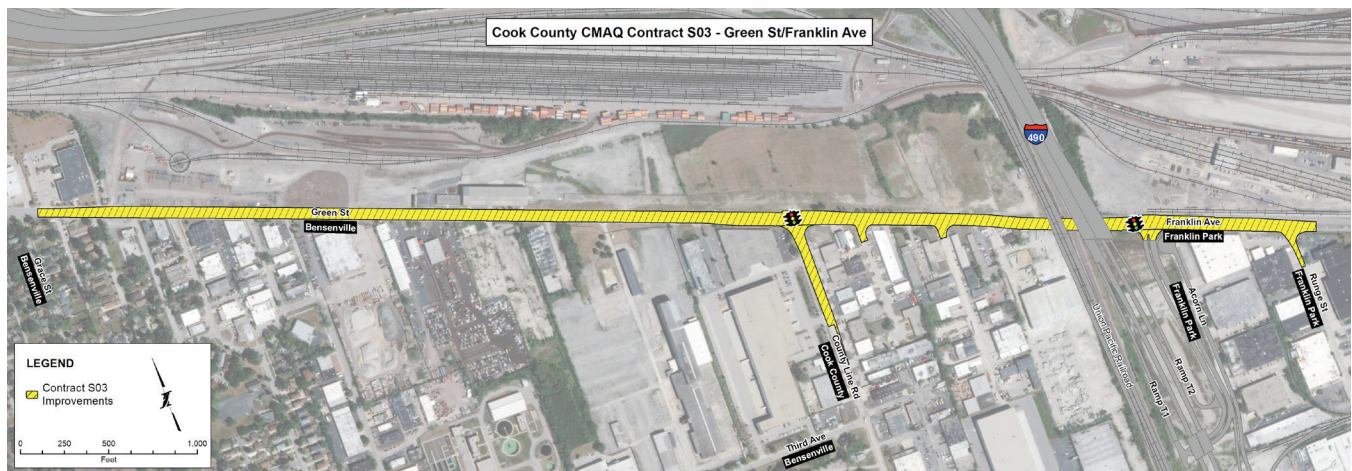 Cook County CMAQ Contract S03 - Green St/Franklin Ave
490
Green St
Bensenville
Franklin Ave
Franklin Park
Grace St
Bensenville
County Line Rd
Cook County
Third Ave
Bensenville
Union Pacific Railroad
Ramp T1
Ramp T2
Acorn Ln
Franklin Park
Runge St
Franklin Park
LEGEND
Contract S03
Improvements
0 250 500 1,000
Feet